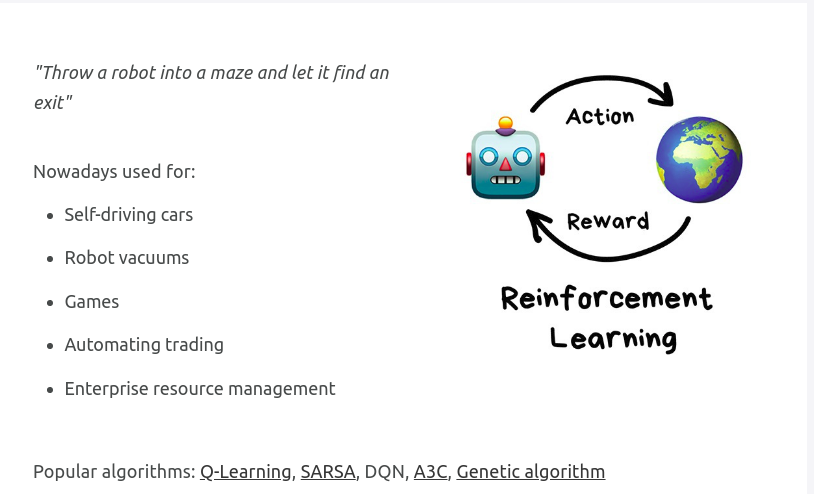 "Throw a robot into a maze and let it find an
exit"
Nowadays used for:
• Self-driving cars
• Robot vacuums
• Games
• Automating trading
• Enterprise resource management
Action
Reward
Reinforcement
Learning
Popular algorithms: Q-Learning, SARSA, DQN, A3C, Genetic algorithm